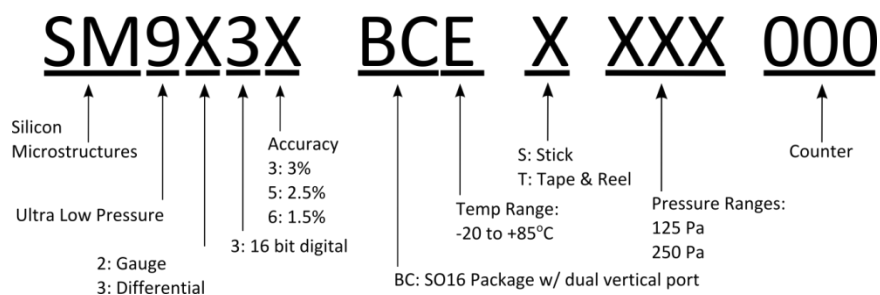 SM9X3X BCE X XXX 000
Silicon
Microstructures
Ultra Low Pressure
2: Gauge
3: Differential
3: 16 bit digital
Accuracy
3: 3%
5: 2.5%
6: 1.5%
BC: SO16 Package w/ dual vertical port
Temp Range:
-20 to +85°C
S: Stick
T: Tape & Reel
Pressure Ranges:
125 Pa
250 Pa
Counter